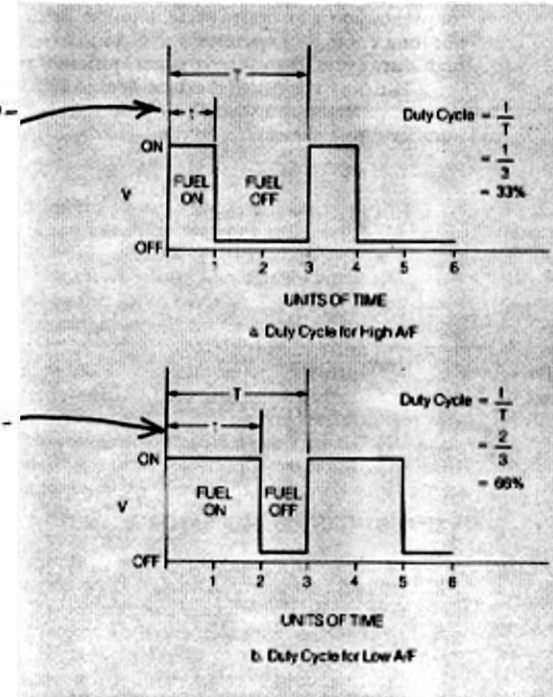 T
t
Duty Cycle = t/T
= 1/3
= 33%
ON
V
FUEL ON
FUEL OFF
OFF
1 2 3 4 5 6
UNITS OF TIME
a. Duty Cycle for High A/F
T
t
Duty Cycle = t/T
= 2/3
= 66%
ON
V
FUEL ON
FUEL OFF
OFF
1 2 3 4 5 6
UNITS OF TIME
b. Duty Cycle for Low A/F